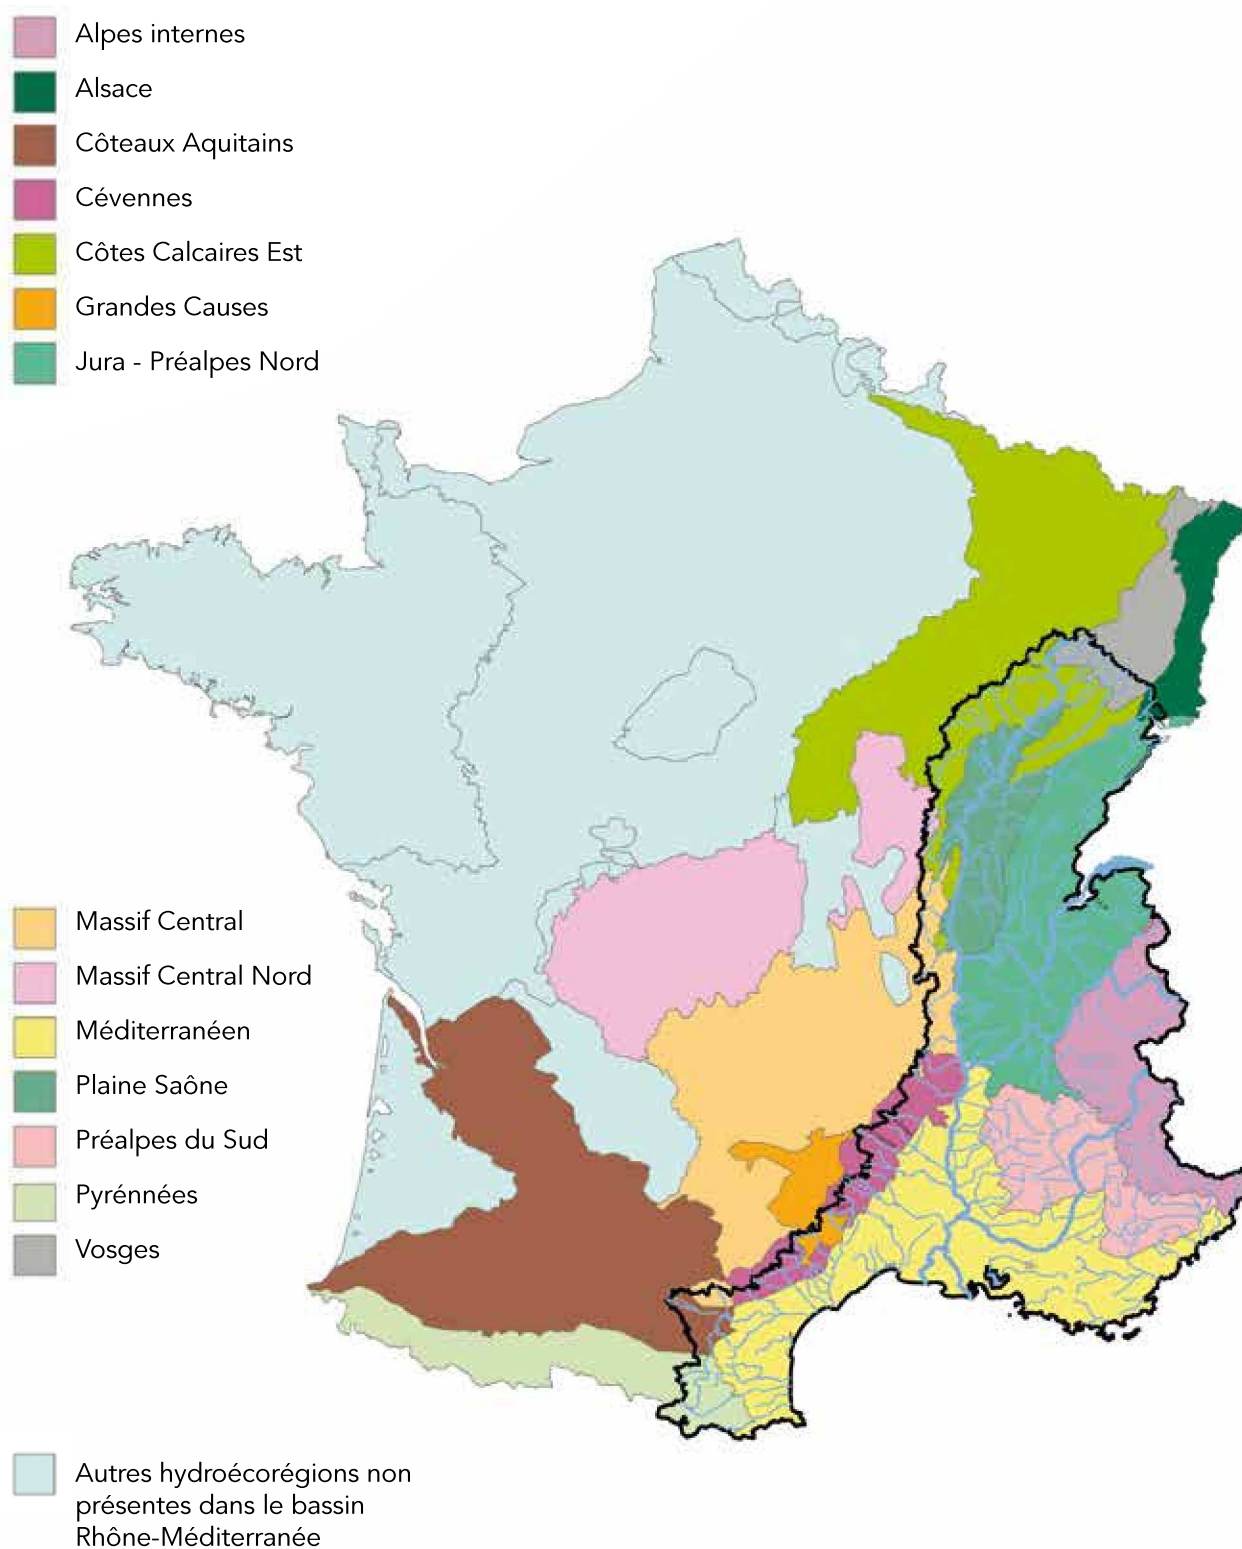 Alpes internes
Alsace
Côteaux Aquitains
Cévennes
Côtes Calcaires Est
Grandes Causes
Jura - Préalpes Nord
Massif Central
Massif Central Nord
Méditerranéen
Plaine Saône
Préalpes du Sud
Pyrénnées
Vosges
Autres hydroécorégions non
présentes dans le bassin
Rhône-Méditerranée